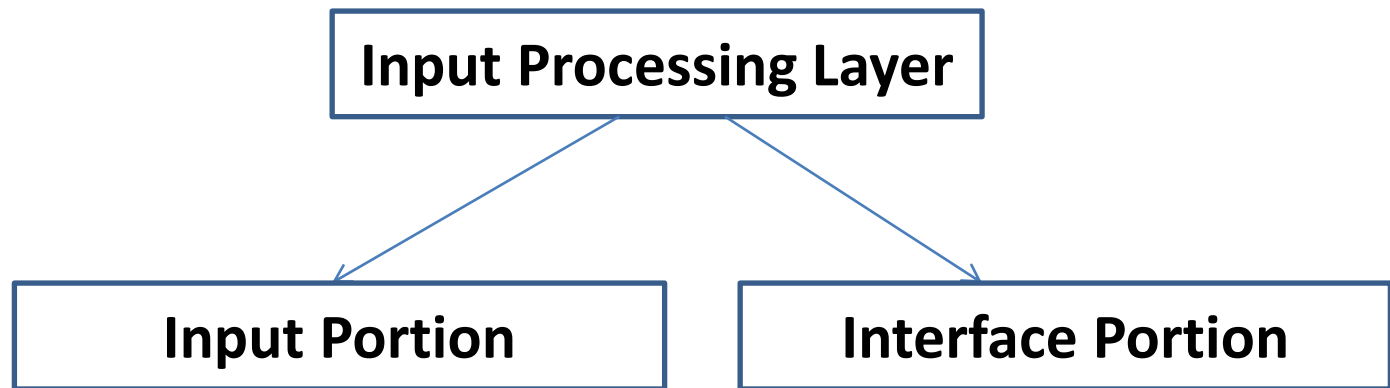 Input Processing Layer
Input Portion
Interface Portion